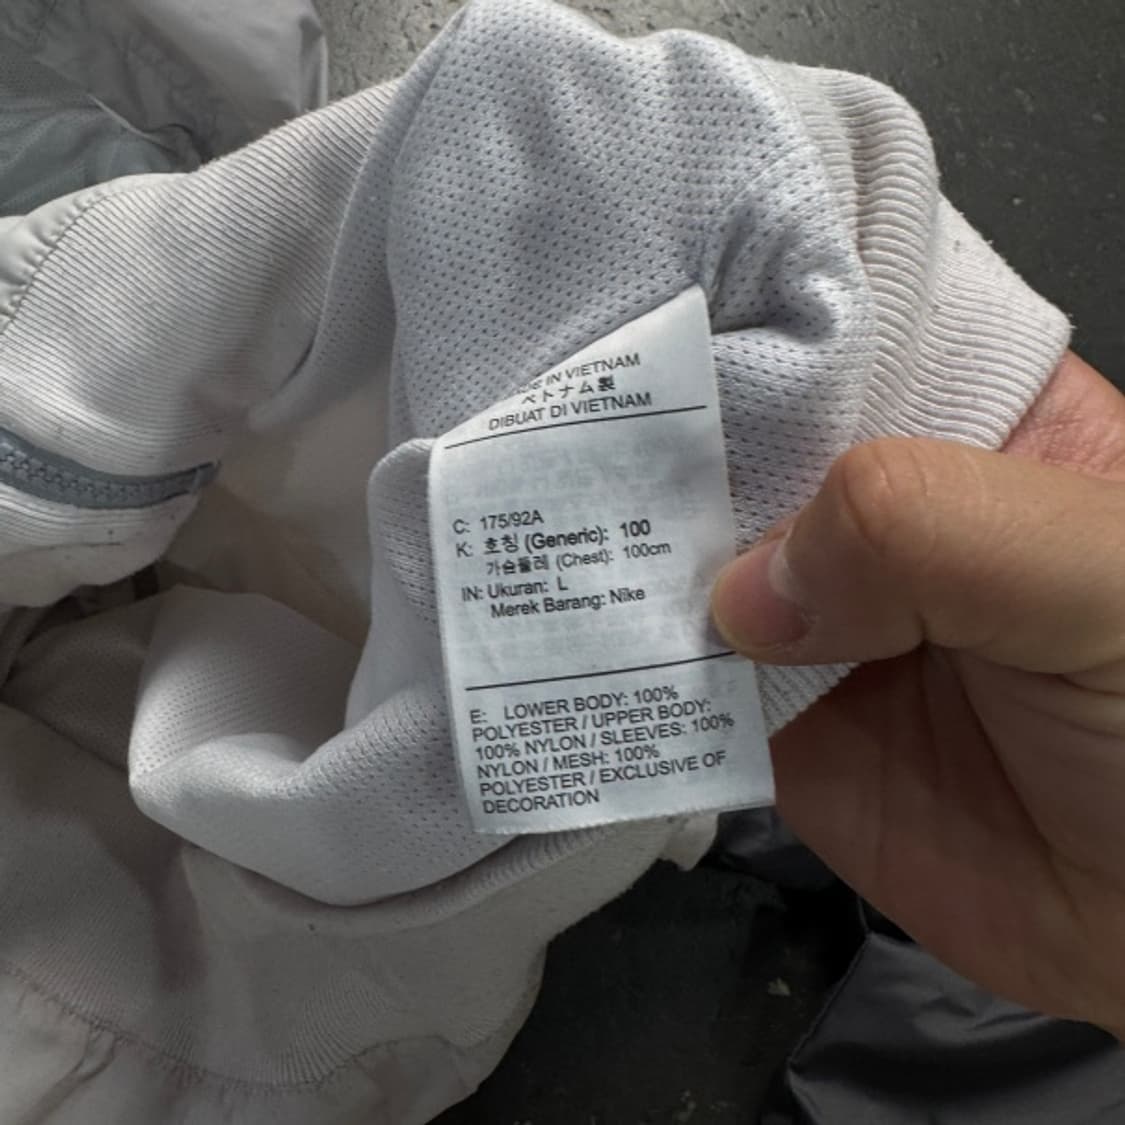 IN VIETNAM
ベトナム製
DIBUAT DI VIETNAM
C: 175/92A
K: 호칭 (Generic): 100
가슴둘레 (Chest): 100cm
IN: Ukuran: L
Merek Barang: Nike
E: LOWER BODY: 100%
POLYESTER / UPPER BODY:
100% NYLON / SLEEVES: 100%
NYLON / MESH: 100%
POLYESTER / EXCLUSIVE OF
DECORATION